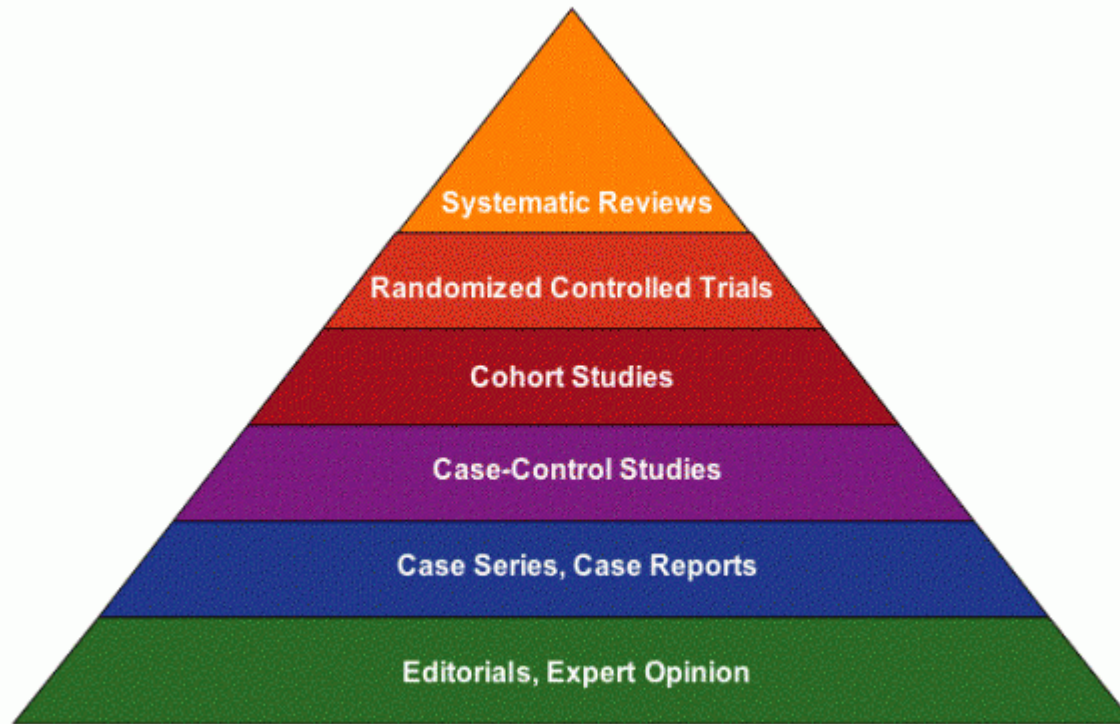 Systematic Reviews
Randomized Controlled Trials
Cohort Studies
Case-Control Studies
Case Series, Case Reports
Editorials, Expert Opinion